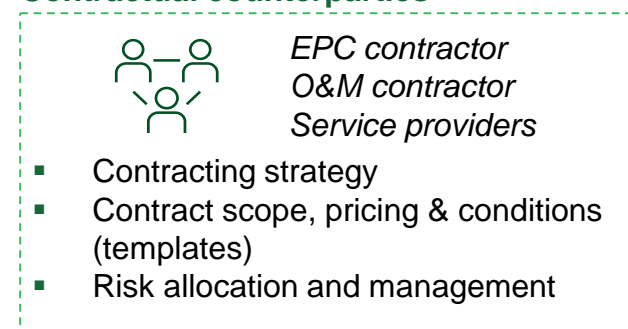 Contractual counterparties
EPC contractor
O&M contractor
Service providers
▪ Contracting strategy
▪ Contract scope, pricing & conditions
(templates)
▪ Risk allocation and management